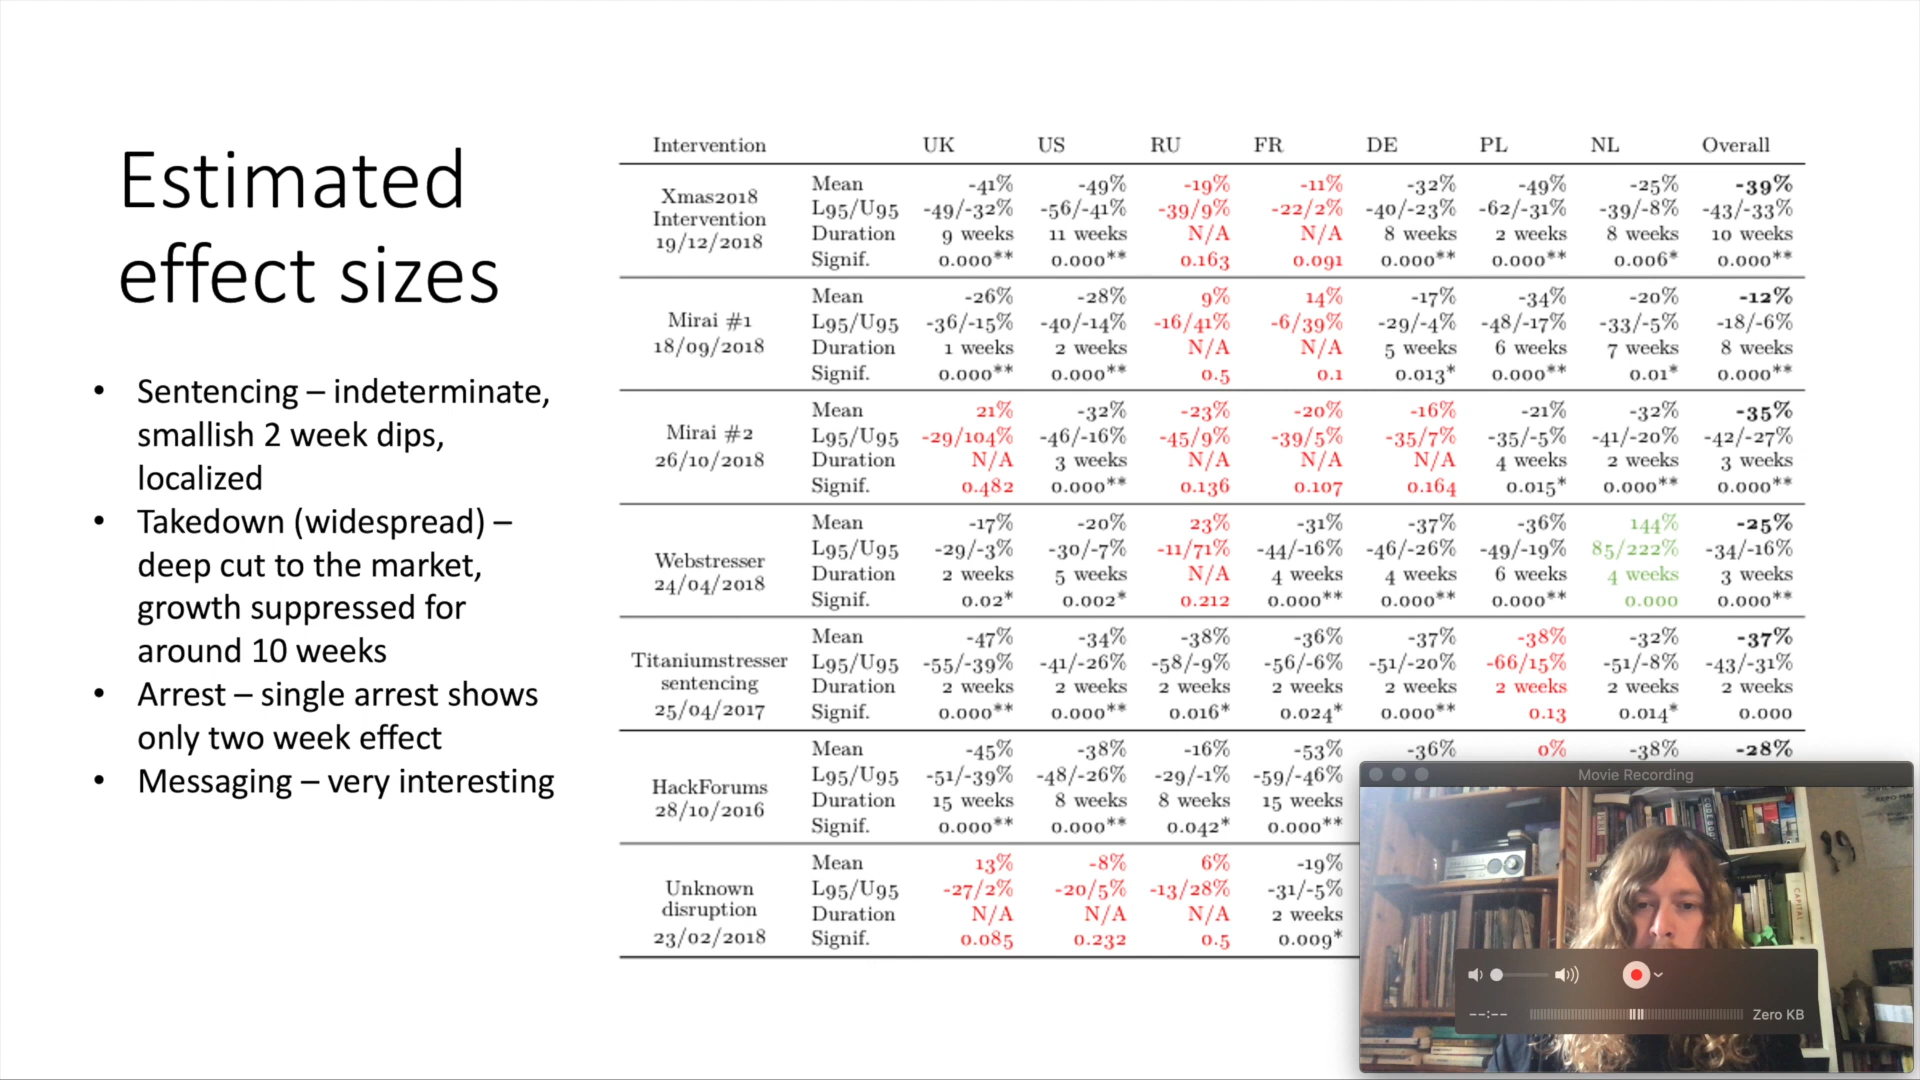 Estimated
effect sizes
• Sentencing – indeterminate,
smallish 2 week dips,
localized
• Takedown (widespread) –
deep cut to the market,
growth suppressed for
around 10 weeks
• Arrest – single arrest shows
only two week effect
• Messaging – very interesting
Intervention UK US RU FR DE PL NL Overall
Xmas2018
Intervention
19/12/2018
Mean -41% -49% -19% -11% -32% -49% -25% -39%
L95/U95 -49/-32% -56/-41% -39/9% -22/2% -40/-23% -62/-31% -39/-8% -43/-33%
Duration 9 weeks 11 weeks N/A N/A 8 weeks 2 weeks 8 weeks 10 weeks
Signif. 0.000** 0.000** 0.163 0.091 0.000** 0.000** 0.006* 0.000**
Mirai #1
18/09/2018
Mean -26% -28% 9% 14% -17% -34% -20% -12%
L95/U95 -36/-15% -40/-14% -16/41% -6/39% -29/-4% -48/-17% -33/-5% -18/-6%
Duration 1 weeks 2 weeks N/A N/A 5 weeks 6 weeks 7 weeks 8 weeks
Signif. 0.000** 0.000** 0.5 0.1 0.013* 0.000** 0.01* 0.000**
Mirai #2
26/10/2018
Mean 21% -32% -23% -20% -16% -21% -32% -35%
L95/U95 -29/104% -46/-16% -45/9% -39/5% -35/7% -35/-5% -41/-20% -42/-27%
Duration N/A 3 weeks N/A N/A N/A 4 weeks 2 weeks 3 weeks
Signif. 0.482 0.000** 0.136 0.107 0.164 0.015* 0.000** 0.000**
Webstresser
24/04/2018
Mean -17% -20% 23% -31% -37% -36% 144% -25%
L95/U95 -29/-3% -30/-7% -11/71% -44/-16% -46/-26% -49/-19% 85/222% -34/-16%
Duration 2 weeks 5 weeks N/A 4 weeks 4 weeks 6 weeks 4 weeks 3 weeks
Signif. 0.02* 0.002* 0.212 0.000** 0.000** 0.000** 0.000 0.000**
Titaniumstresser
sentencing
25/04/2017
Mean -47% -34% -38% -36% -37% -38% -32% -37%
L95/U95 -55/-39% -41/-26% -58/-9% -56/-6% -51/-20% -66/15% -51/-8% -43/-31%
Duration 2 weeks 2 weeks 2 weeks 2 weeks 2 weeks 2 weeks 2 weeks 2 weeks
Signif. 0.000** 0.000** 0.016* 0.024* 0.000** 0.13 0.014* 0.000
HackForums
28/10/2016
Mean -45% -38% -16% -53% -36% 0% -38% -28%
L95/U95 -51/-39% -48/-26% -29/-1% -59/-46%
Duration 15 weeks 8 weeks 8 weeks 15 weeks
Signif. 0.000** 0.000** 0.042* 0.000**
Unknown
disruption
23/02/2018
Mean 13% -8% 6% -19%
L95/U95 -27/2% -20/5% -13/28% -31/-5%
Duration N/A N/A N/A 2 weeks
Signif. 0.085 0.232 0.5 0.009*
Movie Recording
CAPITAL
--:-- Zero KB